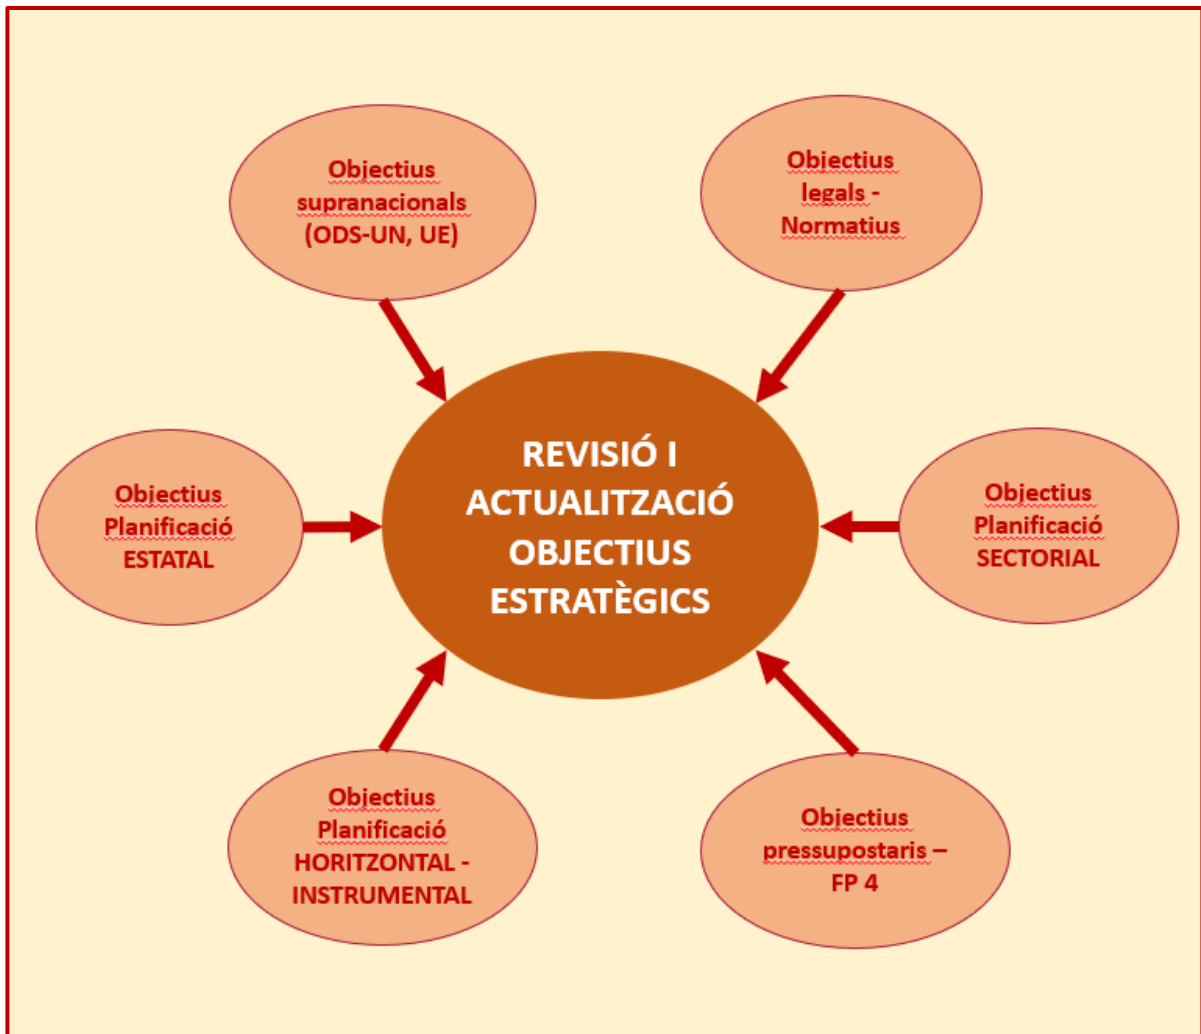 Objectius
supranacionals
(ODS-UN, UE)
Objectius
legals -
Normatius
REVISIÓ I
ACTUALITZACIÓ
OBJECTIUS
ESTRATÈGICS
Objectius
Planificació
ESTATAL
Objectius
Planificació
SECTORIAL
Objectius
Planificació
HORITZONTAL -
INSTRUMENTAL
Objectius
pressupostaris –
FP 4